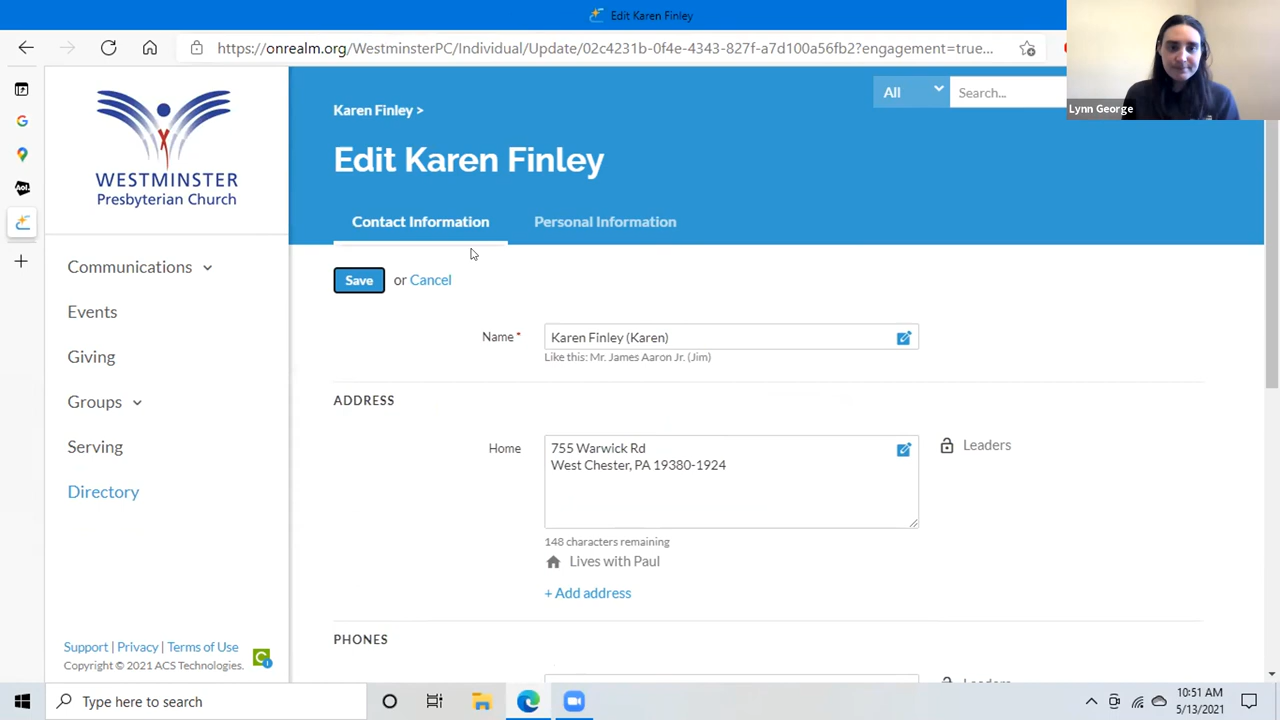 Edit Karen Finley
https://onrealm.org/WestminsterPC/Individual/Update/02c4231b-0f4e-4343-827f-a7d100a56fb2?engagement=true...
Lynn George
WESTMINSTER
Presbyterian Church
Karen Finley >
All
Search...
Edit Karen Finley
Contact Information
Personal Information
Aol.
Communications
Events
Giving
Groups
Serving
Directory
Save or Cancel
Name *
Karen Finley (Karen)
Like this: Mr. James Aaron Jr. (Jim)
ADDRESS
Home
755 Warwick Rd
West Chester, PA 19380-1924
Leaders
148 characters remaining
Lives with Paul
+ Add address
PHONES
Leaders
Support | Privacy | Terms of Use
Copyright © 2021 ACS Technologies.
Type here to search
10:51 AM
5/13/2021